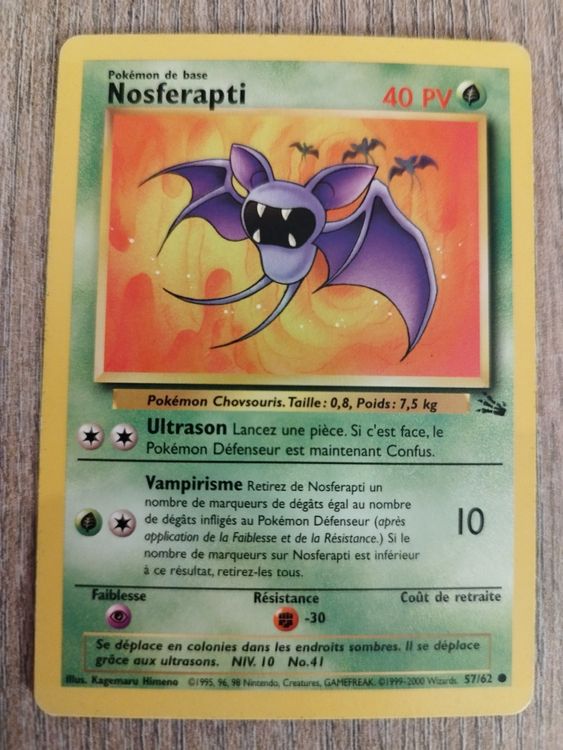 Pokémon de base
Nosferapti 40 PV
Pokémon Chovsouris. Taille: 0,8, Poids: 7,5 kg
Ultrason Lancez une pièce. Si c'est face, le
Pokémon Défenseur est maintenant Confus.
Vampirisme Retirez de Nosferapti un
nombre de marqueurs de dégâts égal au nombre
de dégâts infligés au Pokémon Défenseur (après
application de la Faiblesse et de la Résistance.) Si le
nombre de marqueurs sur Nosferapti est inférieur
à ce résultat, retirez-les tous.
10
Faiblesse Résistance Coût de retraite
-30
Se déplace en colonies dans les endroits sombres. Il se déplace
grâce aux ultrasons. NIV. 10 No.41
Illus. Kagemaru Himeno ©1995, 96, 98 Nintendo, Creatures, GAMEFREAK. ©1999-2000 Wizards. 57/62